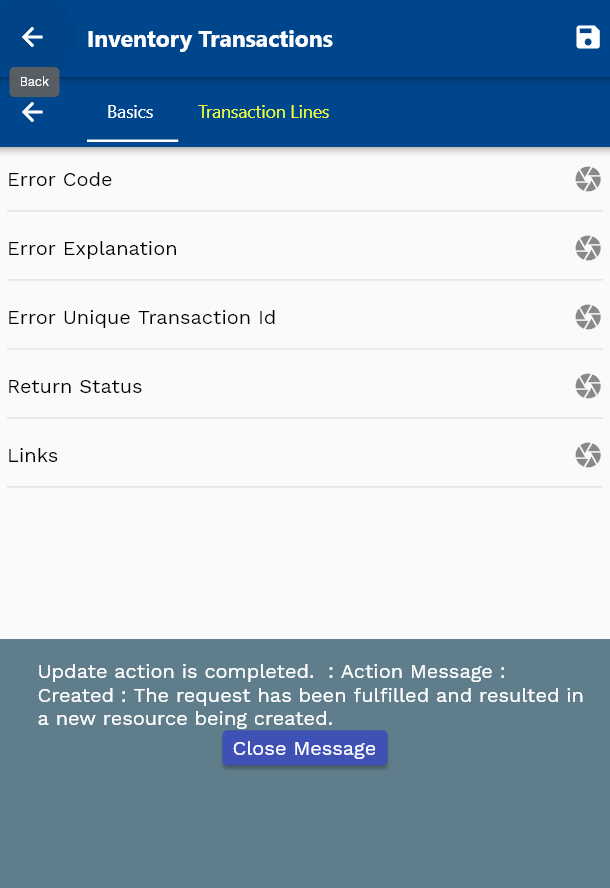 Inventory Transactions
Back
Basics Transaction Lines
Error Code
Error Explanation
Error Unique Transaction Id
Return Status
Links
Update action is completed.  : Action Message :
Created : The request has been fulfilled and resulted in
a new resource being created.
Close Message